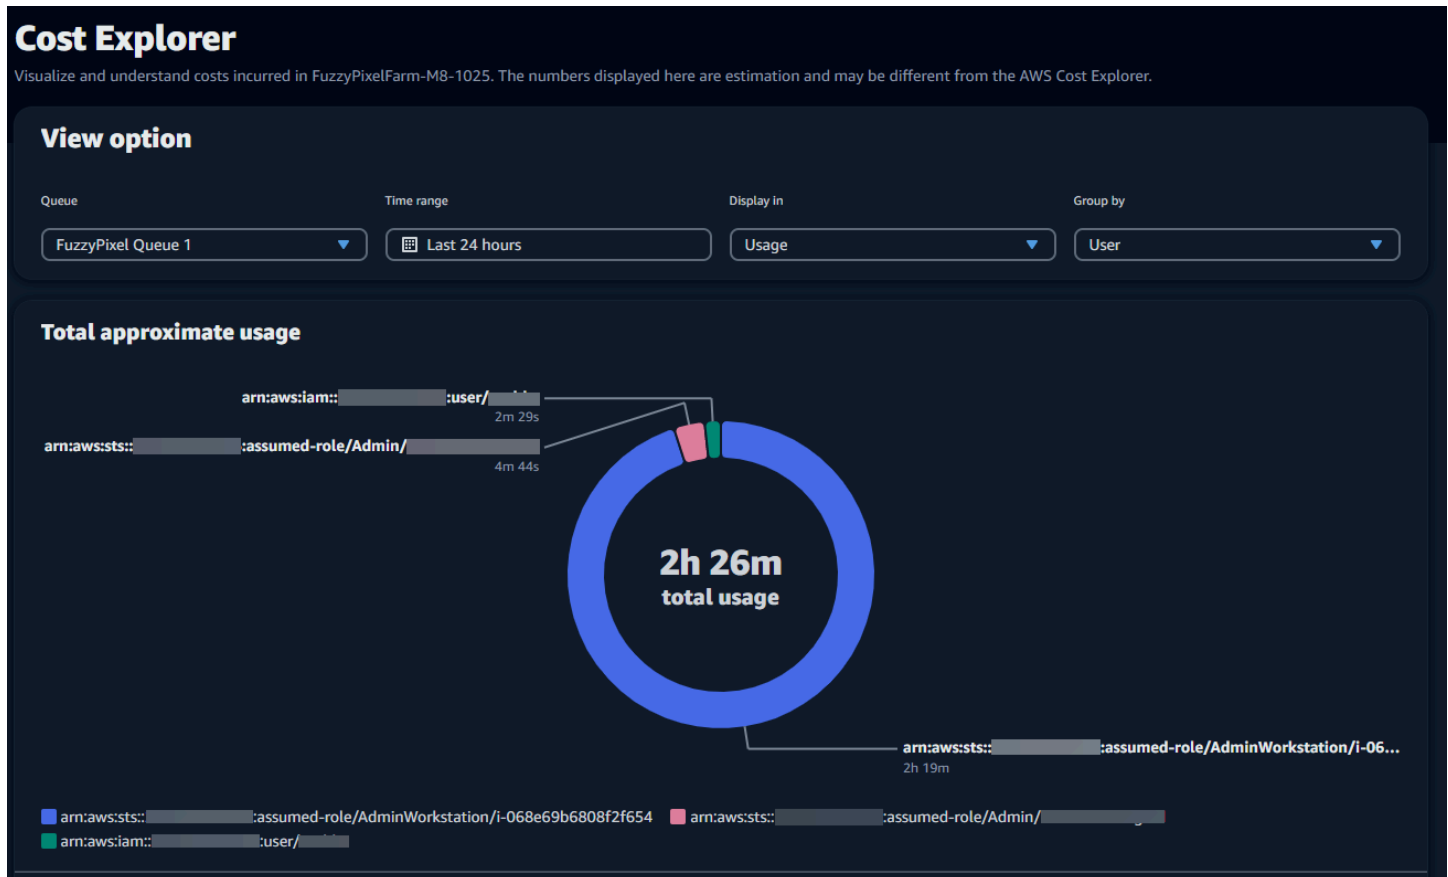 Cost Explorer
Visualize and understand costs incurred in FuzzyPixelFarm-M8-1025. The numbers displayed here are estimation and may be different from the AWS Cost Explorer.
View option
Queue Time range Display in Group by
FuzzyPixel Queue 1 Last 24 hours Usage User
Total approximate usage
arn:aws:iam:: :user/
2m 29s
arn:aws:sts:: :assumed-role/Admin/
4m 44s
2h 26m
total usage
arn:aws:sts:: :assumed-role/AdminWorkstation/i-06...
2h 19m
arn:aws:sts:: :assumed-role/AdminWorkstation/i-068e69b6808f2f654 arn:aws:sts:: :assumed-role/Admin/
arn:aws:iam:: :user/